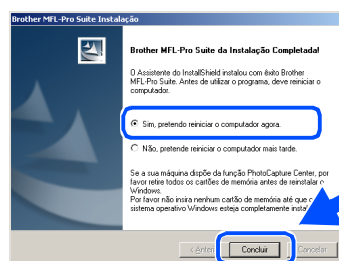 Brother MFL-Pro Suite Instalação
Brother MFL-Pro Suite da Instalação Completada!
O Assistente do InstallShield instalou com êxito Brother
MFL-Pro Suite. Antes de utilizar o programa, deve reiniciar o
computador.
Sim, pretendo reiniciar o computador agora.
Não, pretende reiniciar o computador mais tarde.
Se a sua máquina dispõe da função PhotoCapture Center, por
favor retire todos os cartões de memória antes de reinstalar o
Windows.
Por favor não insira nenhum cartão de memória até que o
sistema operativo Windows esteja completamente
< Anterior Concluir Cancelar